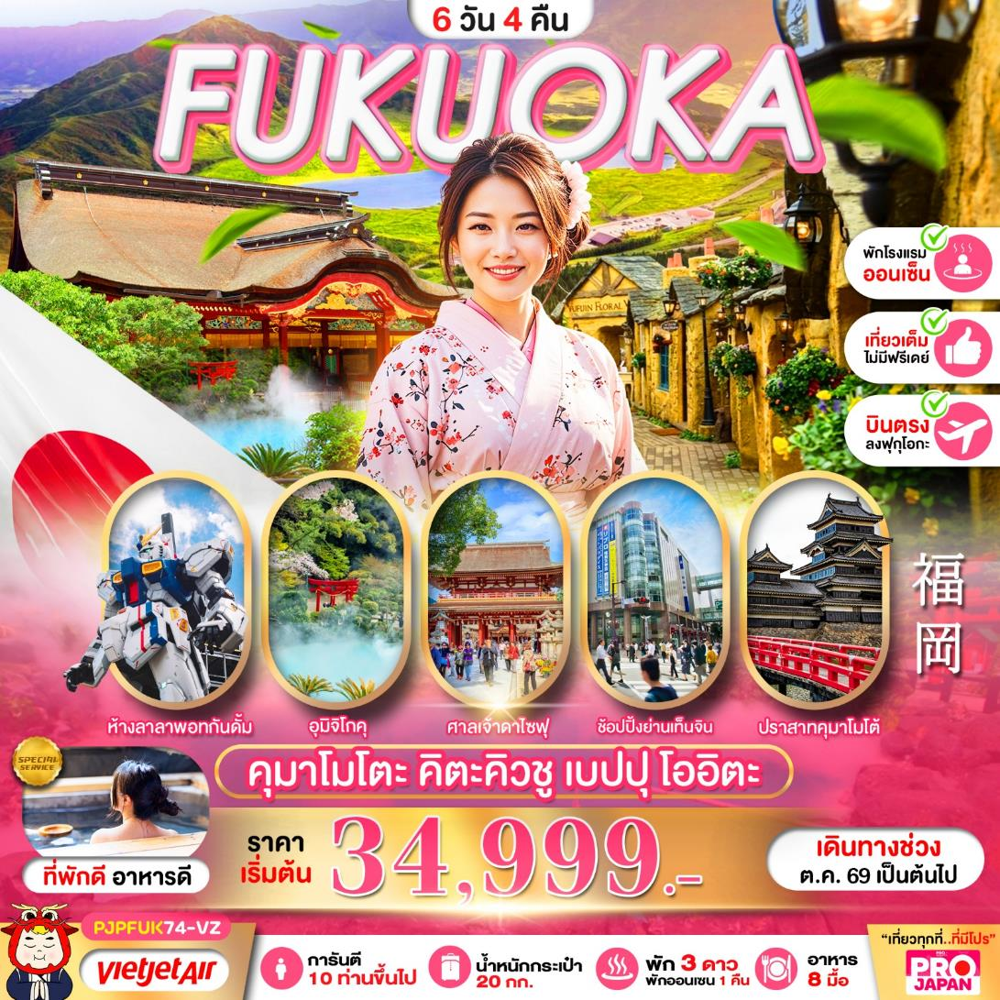 6 วัน 4 คืน
FUKUOKA
YUFUIN FLORAL
พักโรงแรม
ออนเซ็น
เที่ยวเต็ม
ไม่มีฟรีเดย์
บินตรง
ลงฟุกุโอกะ
福
岡
ห้างลาลาพอทกันดั้ม
อุมิจิโกคุ
ศาลเจ้าดาไซฟุ
ช้อปปิ้งย่านเท็นจิน
ปราสาทคุมาโมโต้
SPECIAL
SERVICE
คุมาโมโตะ คิตะคิวชู เบปปุ โออิตะ
ที่พักดี อาหารดี
ราคา
เริ่มต้น
34,999.-
เดินทางช่วง
ต.ค. 69 เป็นต้นไป
PJPFUK74-VZ
vietjetAir
การันตี
10 ท่านขึ้นไป
น้ำหนักกระเป๋า
20 กก.
พัก 3 ดาว
พักออนเซน 1 คืน
อาหาร
8 มื้อ
“เที่ยวทุกที่..ที่มีโปร”
PRO
JAPAN